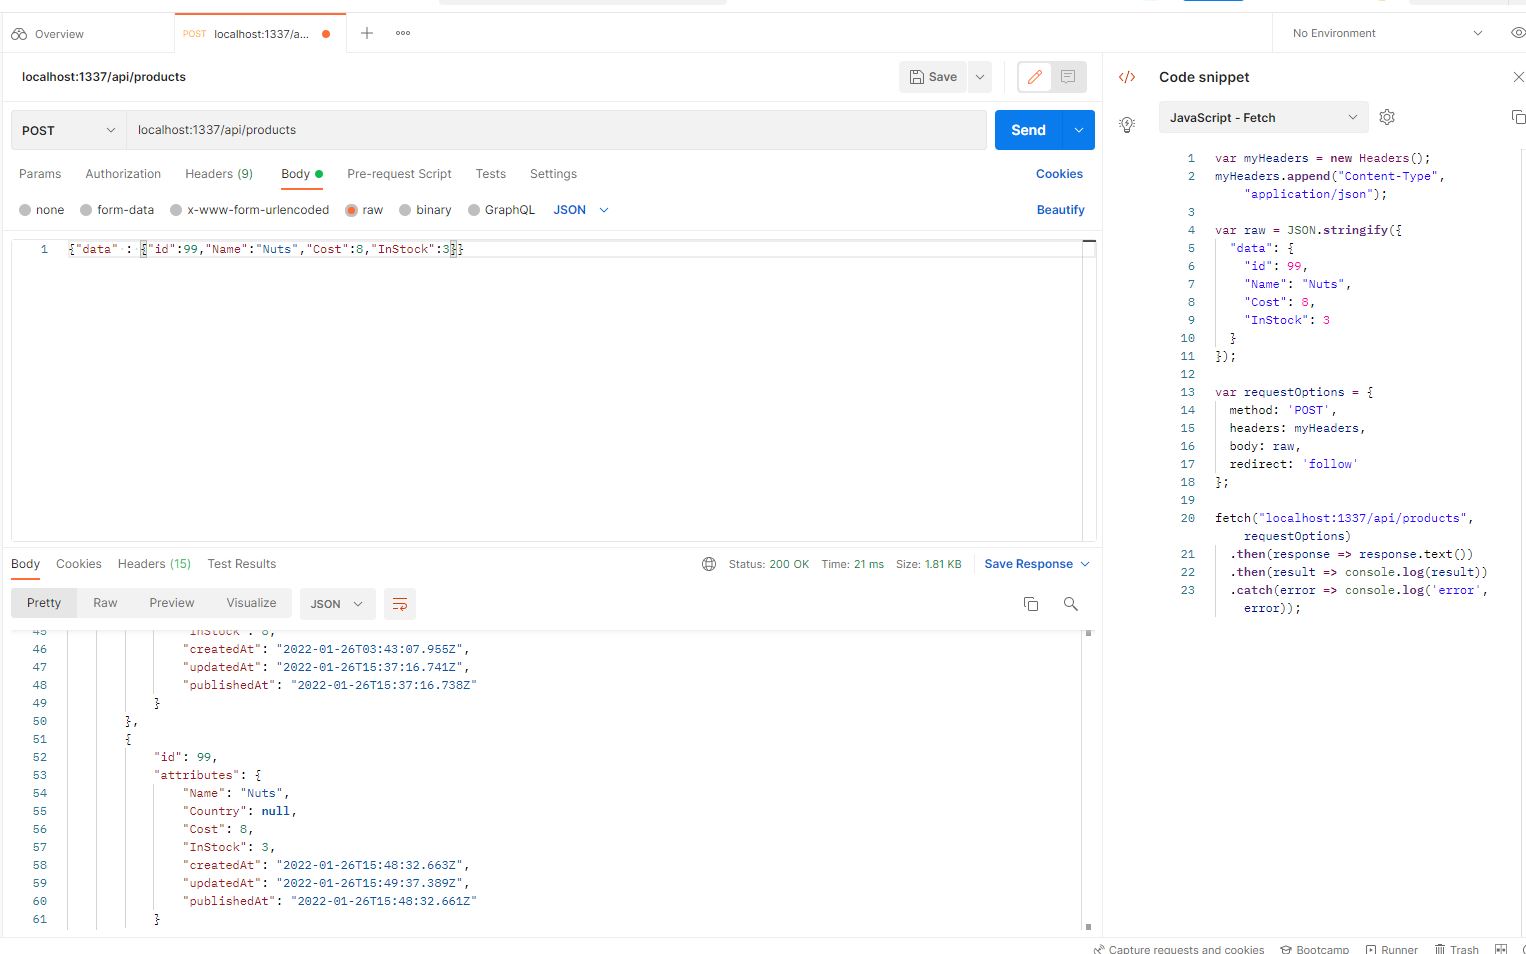 Overview
POST localhost:1337/a...
No Environment
localhost:1337/api/products
Save
Code snippet
POST
localhost:1337/api/products
Send
JavaScript - Fetch
Params Authorization Headers (9) Body Pre-request Script Tests Settings Cookies
none form-data x-www-form-urlencoded raw binary GraphQL JSON Beautify
1 {"data" : {"id":99,"Name":"Nuts","Cost":8,"InStock":3}}
1 var myHeaders = new Headers();
2 myHeaders.append("Content-Type",
"application/json");
3
4 var raw = JSON.stringify({
5 "data": {
6 "id": 99,
7 "Name": "Nuts",
8 "Cost": 8,
9 "InStock": 3
10 }
11 });
12
13 var requestOptions = {
14 method: 'POST',
15 headers: myHeaders,
16 body: raw,
17 redirect: 'follow'
18 };
19
20 fetch("localhost:1337/api/products",
requestOptions)
21 .then(response => response.text())
22 .then(result => console.log(result))
23 .catch(error => console.log('error',
error));
Body Cookies Headers (15) Test Results Status: 200 OK Time: 21 ms Size: 1.81 KB Save Response
Pretty Raw Preview Visualize JSON
45 "InStock": 8,
46 "createdAt": "2022-01-26T03:43:07.955Z",
47 "updatedAt": "2022-01-26T15:37:16.741Z",
48 "publishedAt": "2022-01-26T15:37:16.738Z"
49 }
50 },
51 {
52 "id": 99,
53 "attributes": {
54 "Name": "Nuts",
55 "Country": null,
56 "Cost": 8,
57 "InStock": 3,
58 "createdAt": "2022-01-26T15:48:32.663Z",
59 "updatedAt": "2022-01-26T15:49:37.389Z",
60 "publishedAt": "2022-01-26T15:48:32.661Z"
61 }
Capture requests and cookies Bootcamp Runner Trash